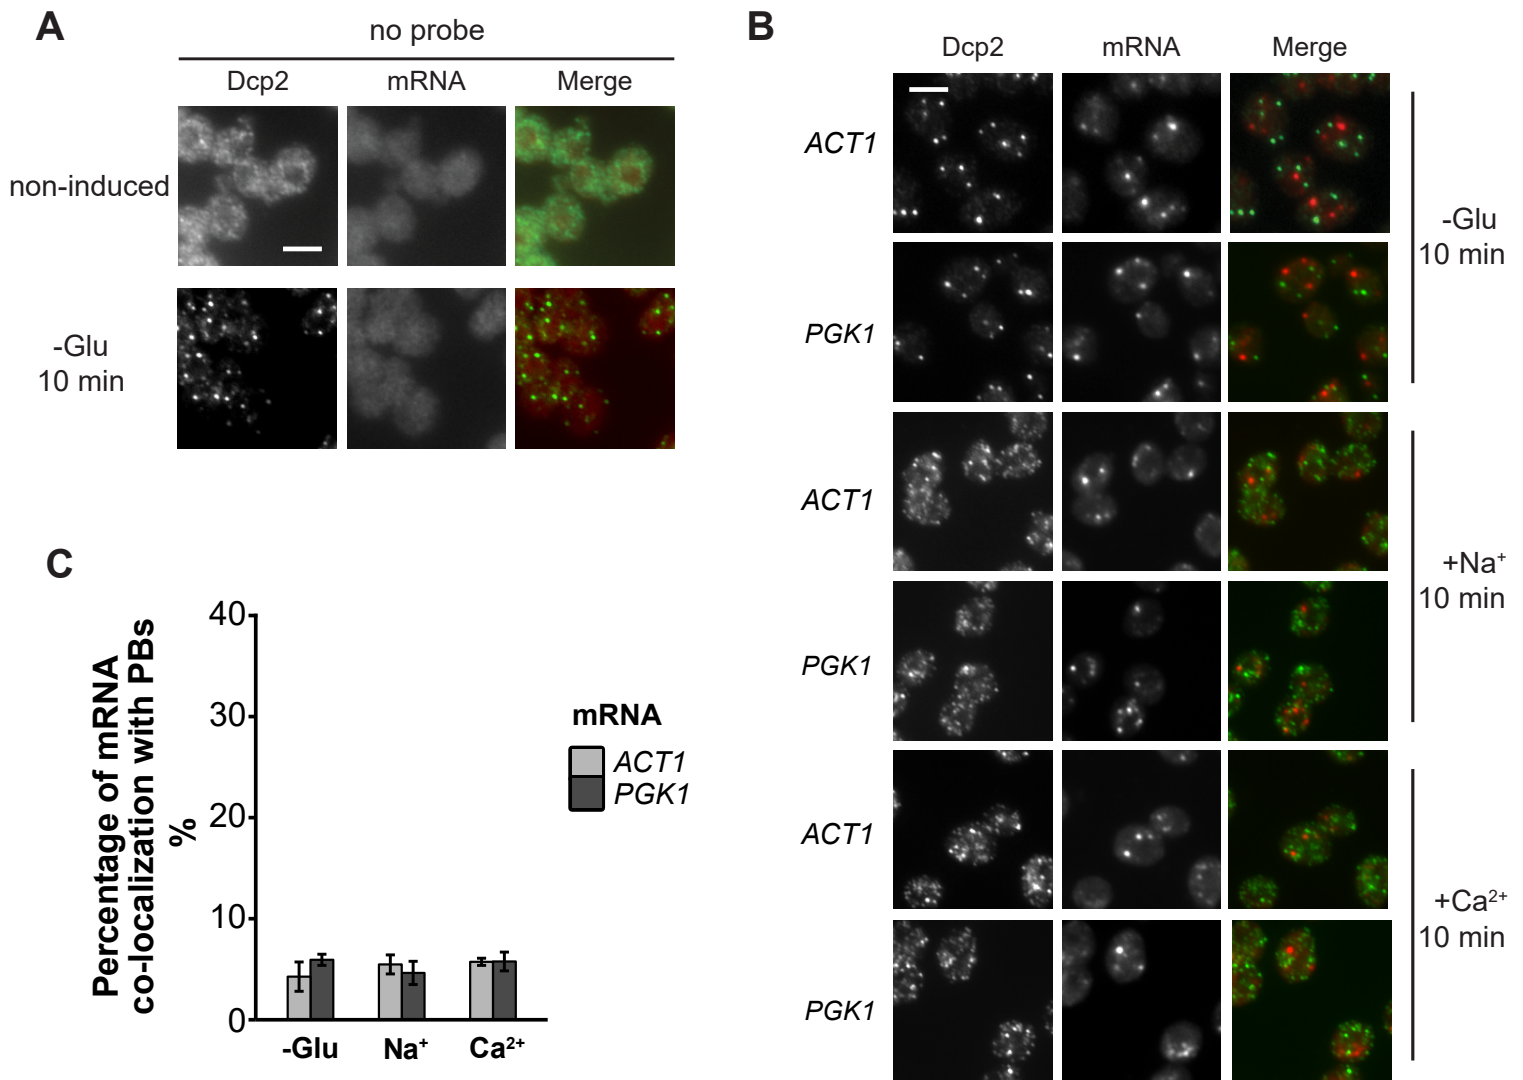 A
no probe
Dcp2 mRNA Merge
non-induced
-Glu
10 min
B
Dcp2 mRNA Merge
ACT1
PGK1
-Glu
10 min
ACT1
PGK1
+Na⁺
10 min
ACT1
PGK1
+Ca²⁺
10 min
C
Percentage of mRNA
co-localization with PBs
%
40
30
20
10
0
-Glu Na⁺ Ca²⁺
mRNA
ACT1
PGK1